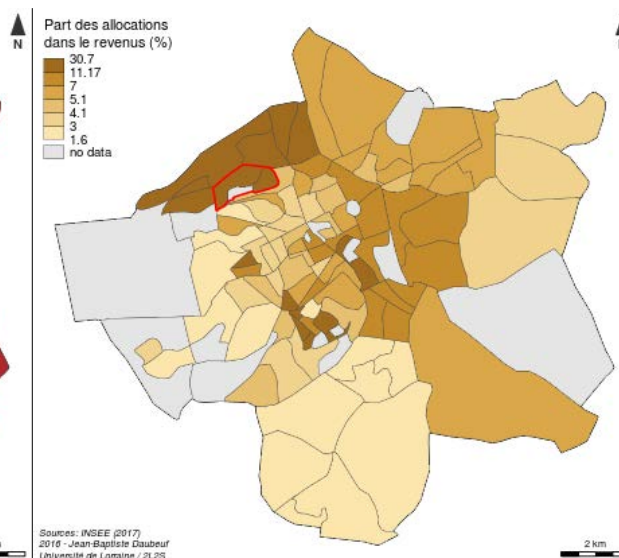 N
Part des allocations
dans le revenus (%)
30.7
11.17
7
5.1
4.1
3
1.6
no data
N
Sources: INSEE (2017)
2016 - Jean-Baptiste Daubeuf
Université de Lorraine / 2L2S
2 km